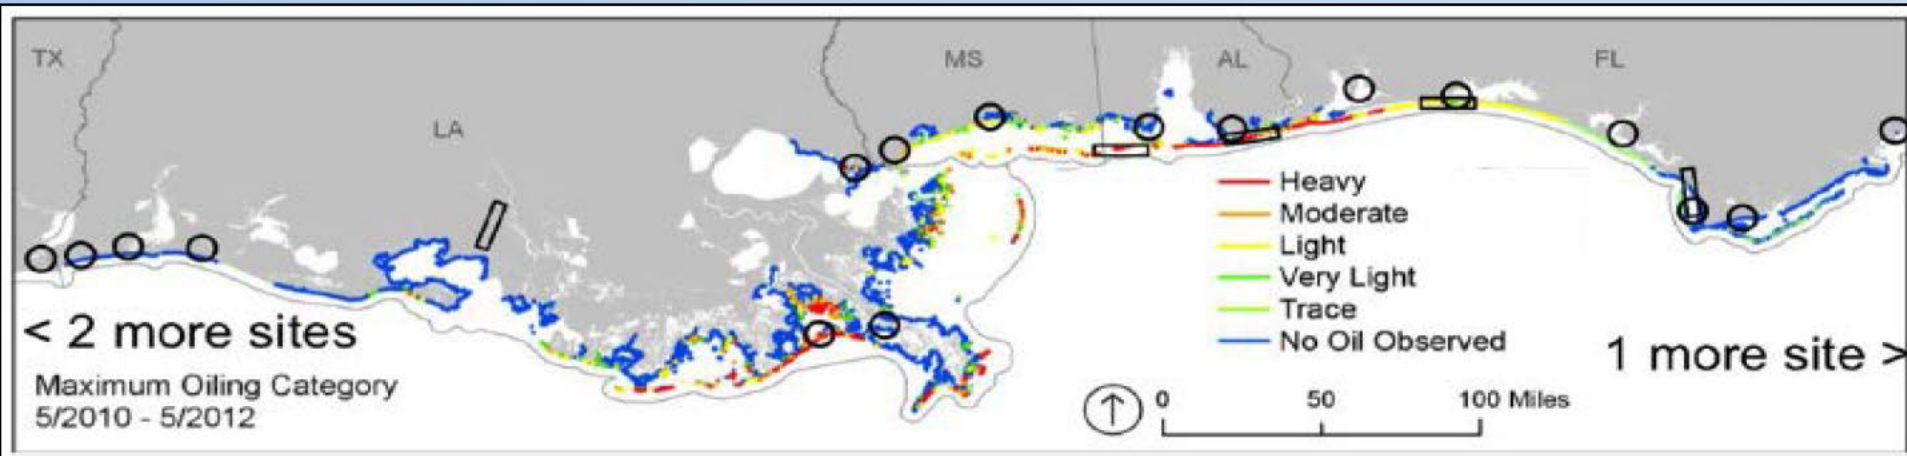 TX
LA
MS
AL
FL
Heavy
Moderate
Light
Very Light
Trace
No Oil Observed
< 2 more sites
1 more site >
Maximum Oiling Category
5/2010 - 5/2012
0 50 100 Miles